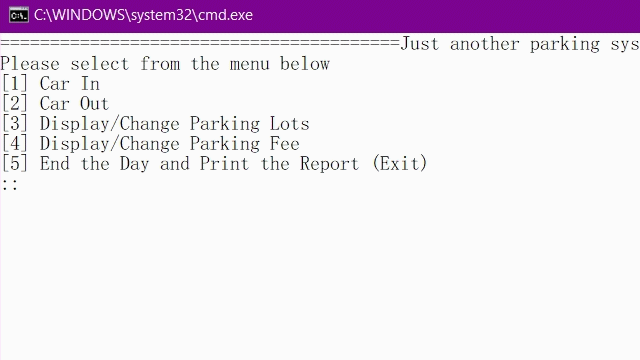 C:\WINDOWS\system32\cmd.exe
========================================Just another parking sys
Please select from the menu below
[1] Car In
[2] Car Out
[3] Display/Change Parking Lots
[4] Display/Change Parking Fee
[5] End the Day and Print the Report (Exit)
::